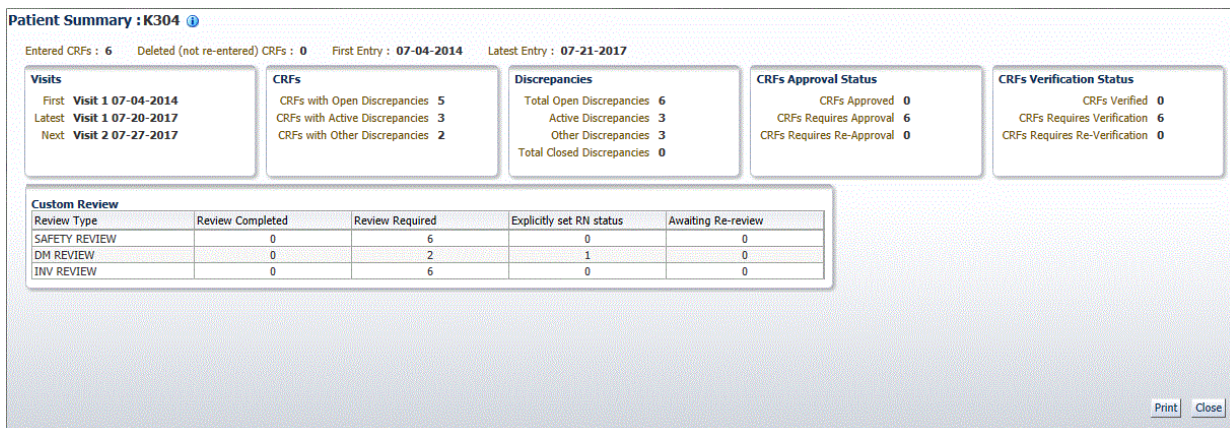 Patient Summary : K304
Entered CRFs : 6 Deleted (not re-entered) CRFs : 0 First Entry : 07-04-2014 Latest Entry : 07-21-2017
Visits
First Visit 1 07-04-2014
Latest Visit 1 07-20-2017
Next Visit 2 07-27-2017
CRFs
CRFs with Open Discrepancies 5
CRFs with Active Discrepancies 3
CRFs with Other Discrepancies 2
Discrepancies
Total Open Discrepancies 6
Active Discrepancies 3
Other Discrepancies 3
Total Closed Discrepancies 0
CRFs Approval Status
CRFs Approved 0
CRFs Requires Approval 6
CRFs Requires Re-Approval 0
CRFs Verification Status
CRFs Verified 0
CRFs Requires Verification 6
CRFs Requires Re-Verification 0
Custom Review
Review Type Review Completed Review Required Explicitly set RN status Awaiting Re-review
SAFETY REVIEW 0 6 0 0
DM REVIEW 0 2 1 0
INV REVIEW 0 6 0 0
Print Close